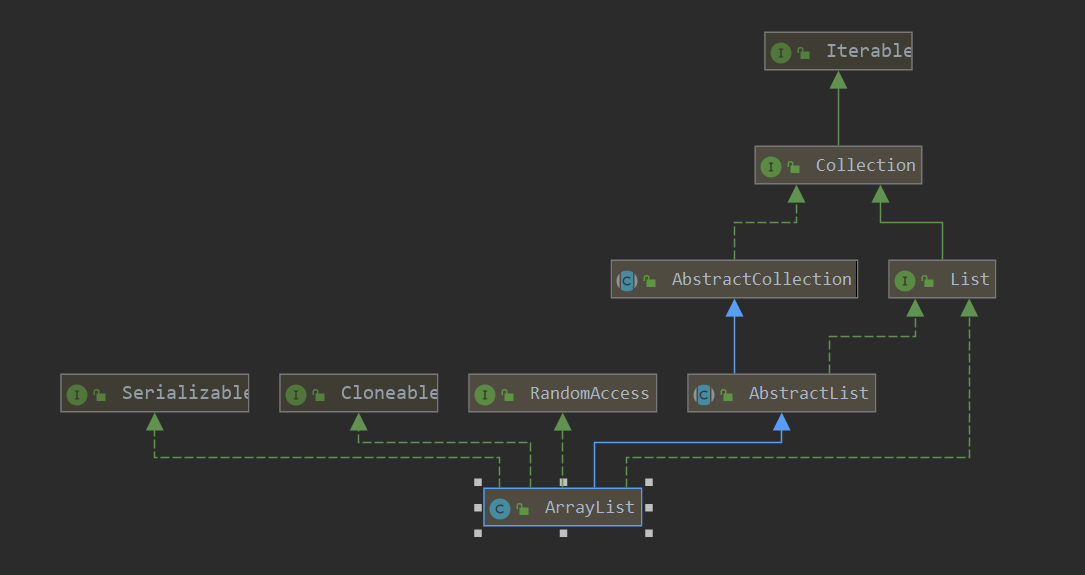 I Iterable
I Collection
C AbstractCollection
I List
I Serializable
I Cloneable
I RandomAccess
C AbstractList
C ArrayList